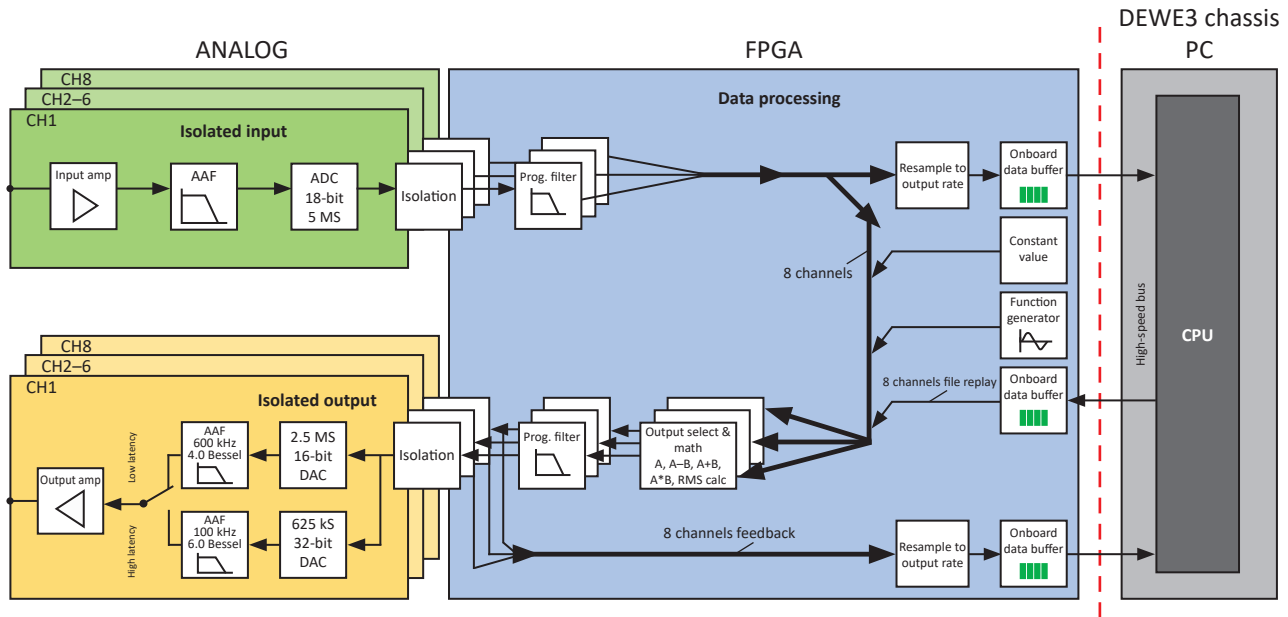 DEWE3 chassis
ANALOG
FPGA
PC
CH8
CH2–6
CH1
Isolated input
Input amp
AAF
ADC
18-bit
5 MS
Isolation
Data processing
Prog. filter
Resample to
output rate
Onboard
data buffer
8 channels
Constant
value
Function
generator
8 channels file replay
Onboard
data buffer
High-speed bus
CPU
CH8
CH2–6
CH1
Isolated output
Low latency
High latency
Output amp
AAF
600 kHz
4.0 Bessel
2.5 MS
16-bit
DAC
AAF
100 kHz
6.0 Bessel
625 kS
32-bit
DAC
Isolation
Prog. filter
Output select &
math
A, A–B, A+B,
A*B, RMS calc
8 channels feedback
Resample to
output rate
Onboard
data buffer